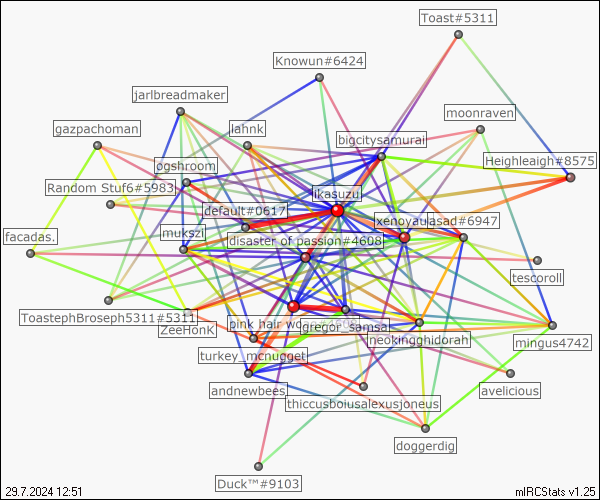 Toast#5311
Knowun#6424
jarlbreadmaker
moonraven
gazpachoman
lahnk
bigcitysamurai
Heighleaigh#8575
ogshroom
Random Stuf6#5983
ikasuzu
default#0617
xenoyau
asad#6947
mukszi
disaster of passion#4608
facadas.
tescoroll
ToastephBroseph5311#5311
ZeeHonk
pink hair
gregor_samsa
neokingghidorah
mingus4742
turkey_mcnugget
andnewbees
avelicious
thiccusboiusalexusjoneus
doggerdig
Duck™#9103
29.7.2024 12:51
mIRCStats v1.25